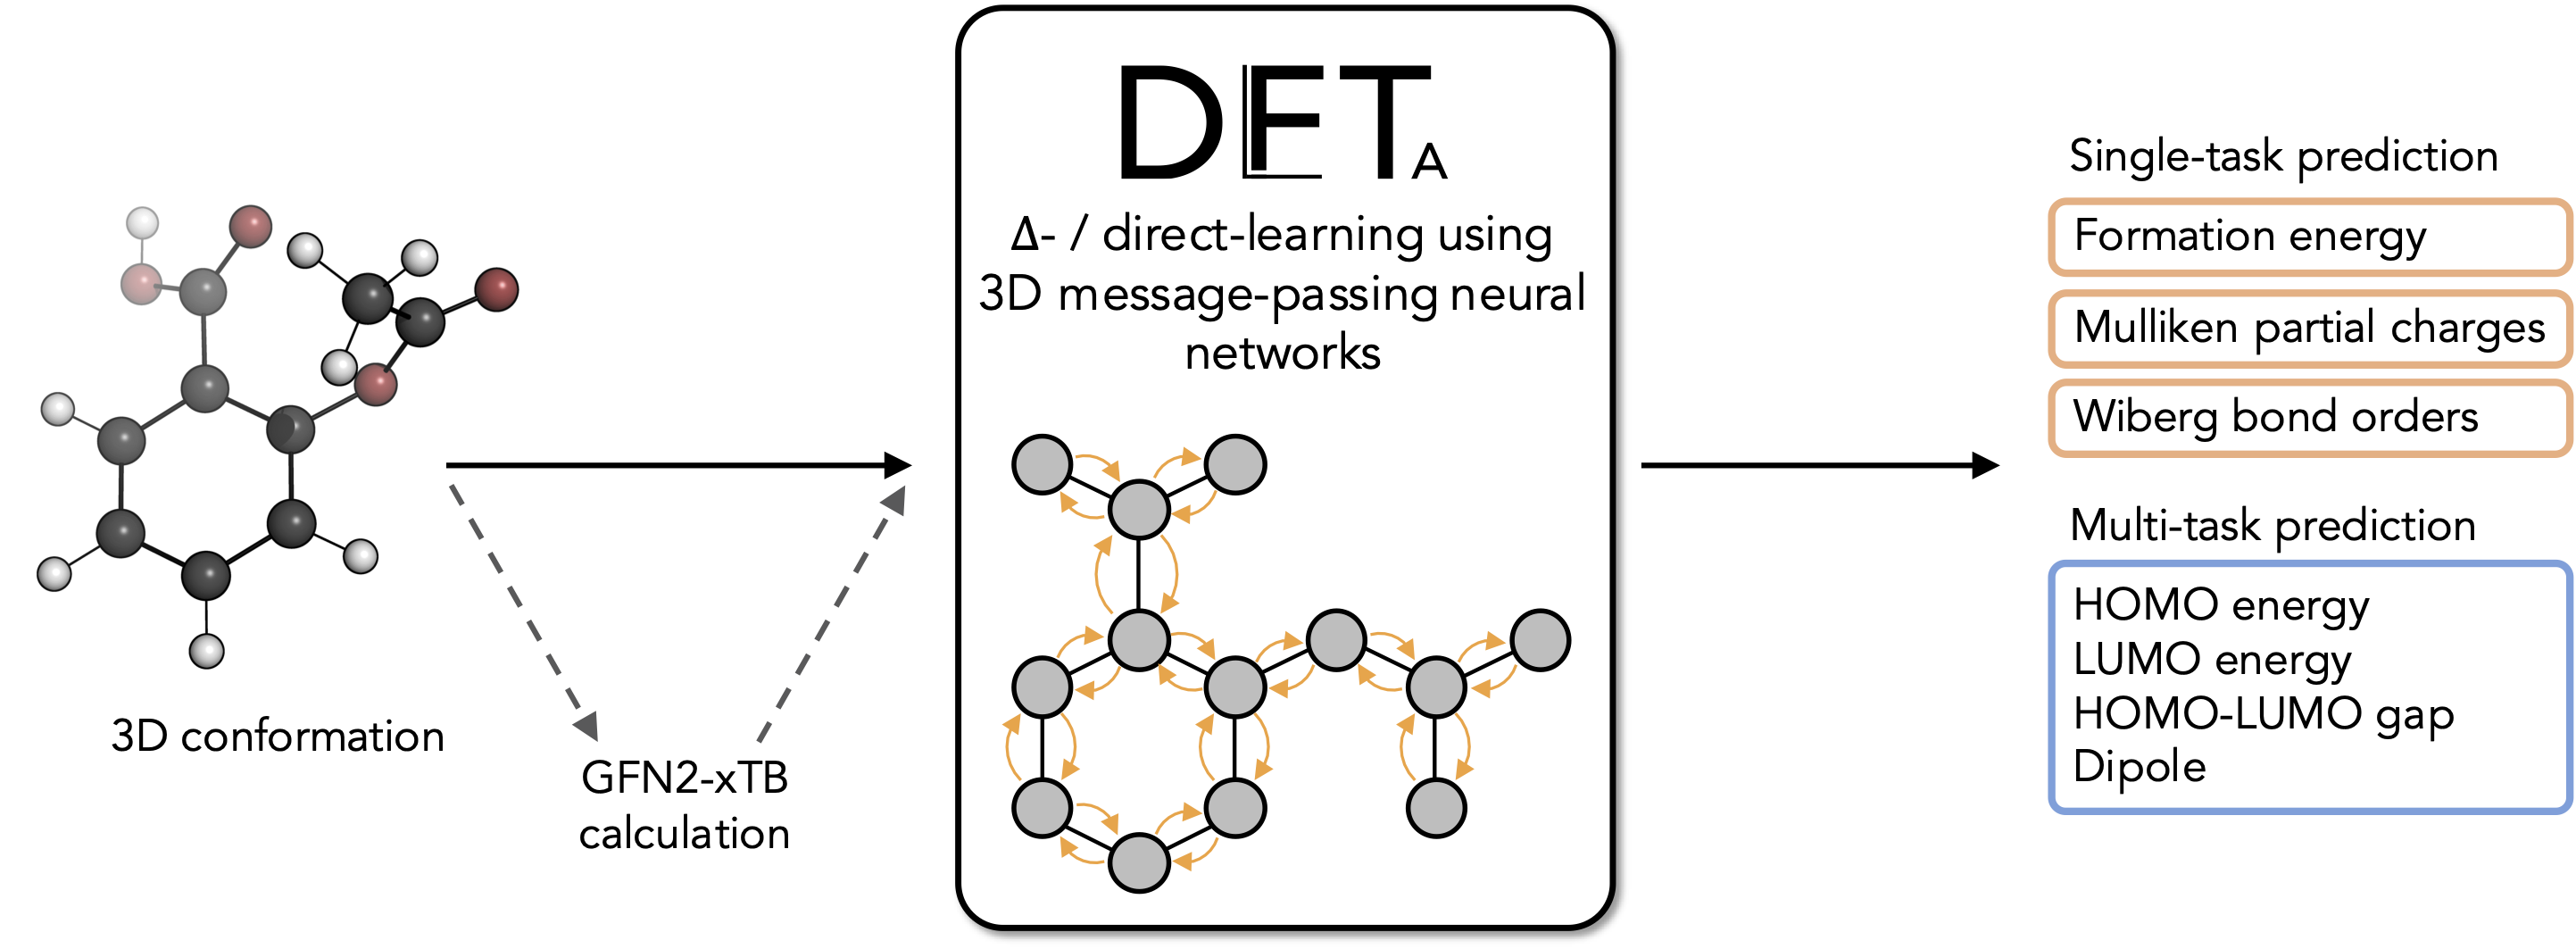 DFT A
Δ- / direct-learning using
3D message-passing neural
networks
3D conformation
GFN2-xTB
calculation
Single-task prediction
Formation energy
Mulliken partial charges
Wiberg bond orders
Multi-task prediction
HOMO energy
LUMO energy
HOMO-LUMO gap
Dipole